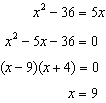 x² − 36 = 5x
x² − 5x − 36 = 0
(x − 9)(x + 4) = 0
x = 9